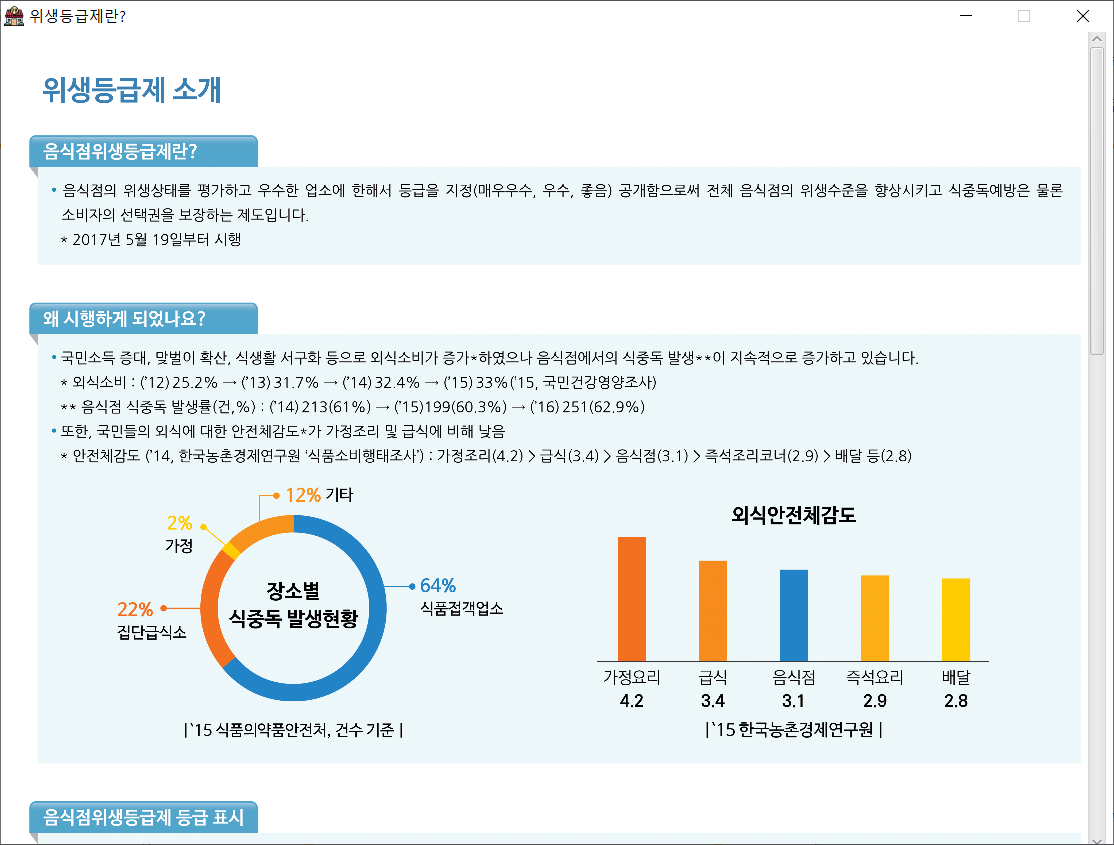 위생등급제란?
위생등급제 소개
음식점위생등급제란?
• 음식점의 위생상태를 평가하고 우수한 업소에 한해서 등급을 지정(매우우수, 우수, 좋음) 공개함으로써 전체 음식점의 위생수준을 향상시키고 식중독예방은 물론
소비자의 선택권을 보장하는 제도입니다.
* 2017년 5월 19일부터 시행
왜 시행하게 되었나요?
• 국민소득 증대, 맞벌이 확산, 식생활 서구화 등으로 외식소비가 증가*하였으나 음식점에서의 식중독 발생**이 지속적으로 증가하고 있습니다.
* 외식소비 : ('12) 25.2% → ('13) 31.7% → ('14) 32.4% → ('15) 33% ('15, 국민건강영양조사)
** 음식점 식중독 발생률(건,%) : ('14) 213(61%) → ('15)199(60.3%) → ('16) 251(62.9%)
• 또한, 국민들의 외식에 대한 안전체감도*가 가정조리 및 급식에 비해 낮음
* 안전체감도 ('14, 한국농촌경제연구원 '식품소비행태조사') : 가정조리(4.2) > 급식(3.4) > 음식점(3.1) > 즉석조리코너(2.9) > 배달 등(2.8)
12% 기타
2%
가정
22%
집단급식소
장소별
식중독 발생현황
64%
식품접객업소
|`15 식품의약품안전처, 건수 기준 |
외식안전체감도
가정요리 급식 음식점 즉석요리 배달
4.2 3.4 3.1 2.9 2.8
|`15 한국농촌경제연구원 |
음식점위생등급제 등급 표시